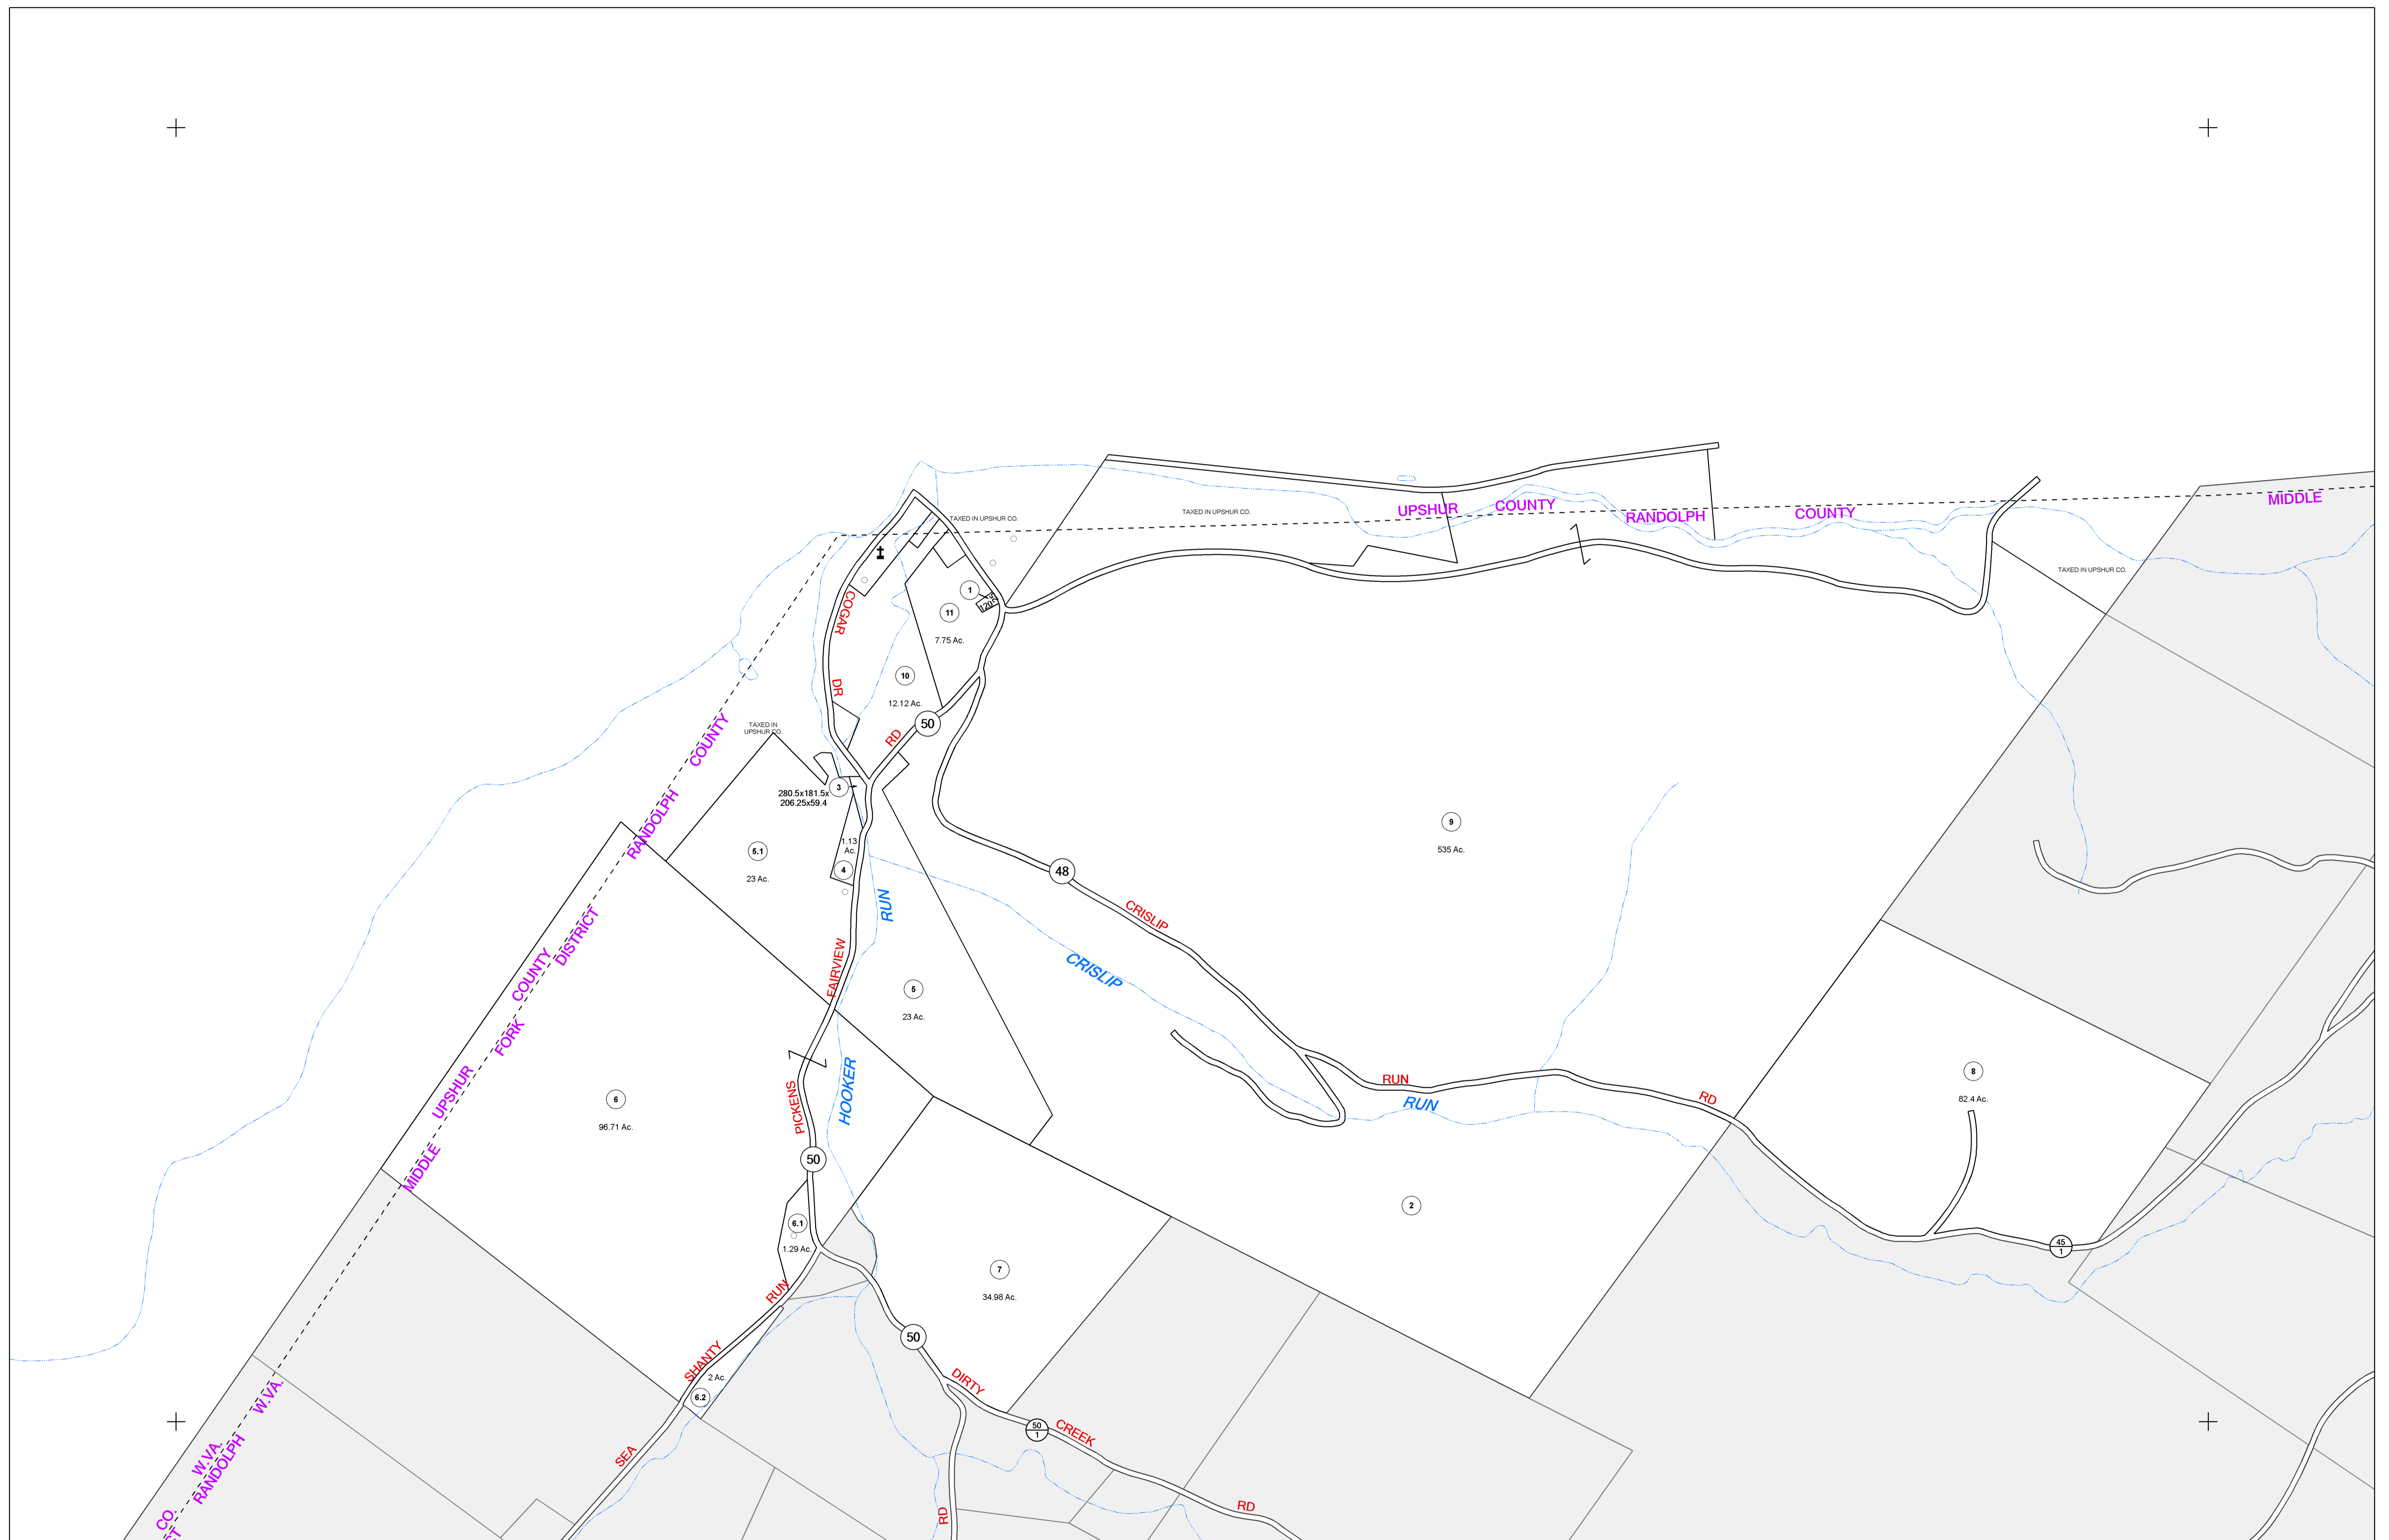 UPSHUR
COUNTY
RANDOLPH
COUNTY
MIDDLE
TAXED IN UPSHUR CO.
TAXED IN UPSHUR CO.
TAXED IN UPSHUR CO.
1
120
11
7.75 Ac.
COGAR
DR
10
12.12 Ac.
50
RD
TAXED IN
UPSHUR CO.
3
280.5x181.5x
206.25x59.4
1.13
Ac.
4
5.1
23 Ac.
RANDOLPH
COUNTY
48
CRISLIP
RUN
RD
9
535 Ac.
RUN
HOOKER
CRISLIP
RUN
FAIRVIEW
PICKENS
5
23 Ac.
UPSHUR
COUNTY
MIDDLE
FORK
DISTRICT
6
96.71 Ac.
50
6.1
1.29 Ac.
8
82.4 Ac.
2
45
1
7
34.98 Ac.
SEA
SHANTY
RUN
2 Ac.
6.2
50
DIRTY
CREEK
RD
50
1
RD
W.VA.
W.VA.
RANDOLPH
CO.